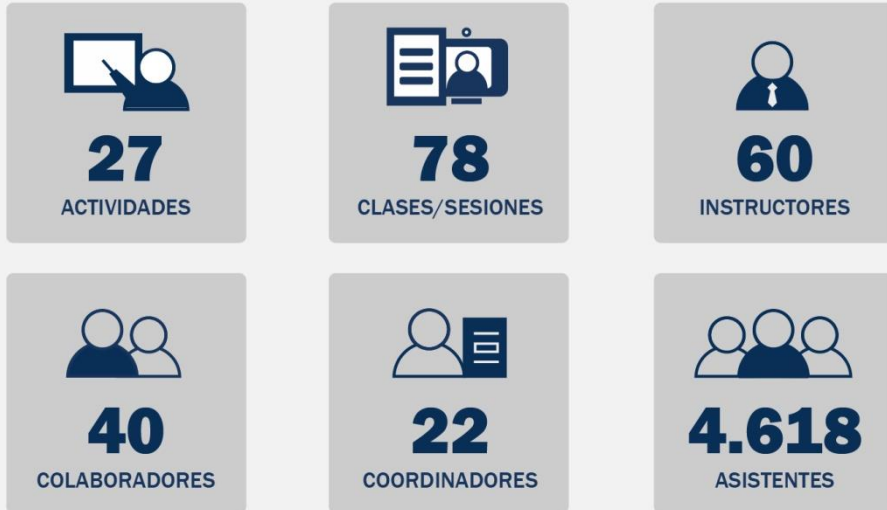 27
ACTIVIDADES
78
CLASES/SESIONES
60
INSTRUCTORES
40
COLABORADORES
22
COORDINADORES
4.618
ASISTENTES